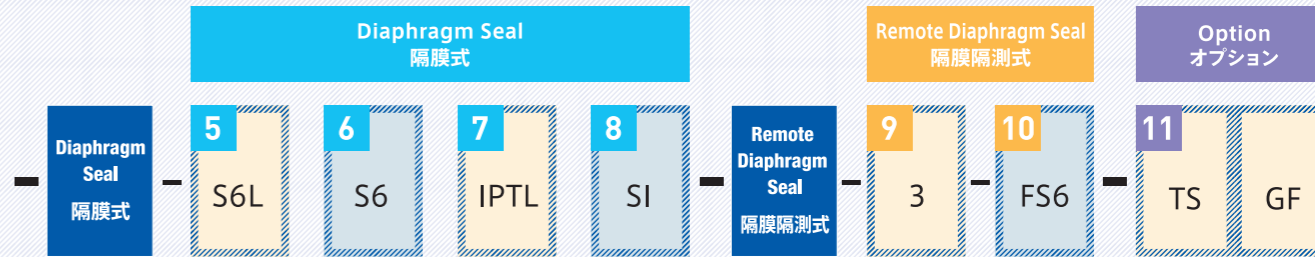 Diaphragm Seal
隔膜式
Remote Diaphragm Seal
隔膜隔測式
Option
オプション
Diaphragm
Seal
隔膜式
5
S6L
6
S6
7
IPTL
8
SI
Remote
Diaphragm
Seal
隔膜隔測式
9
3
10
FS6
11
TS
GF